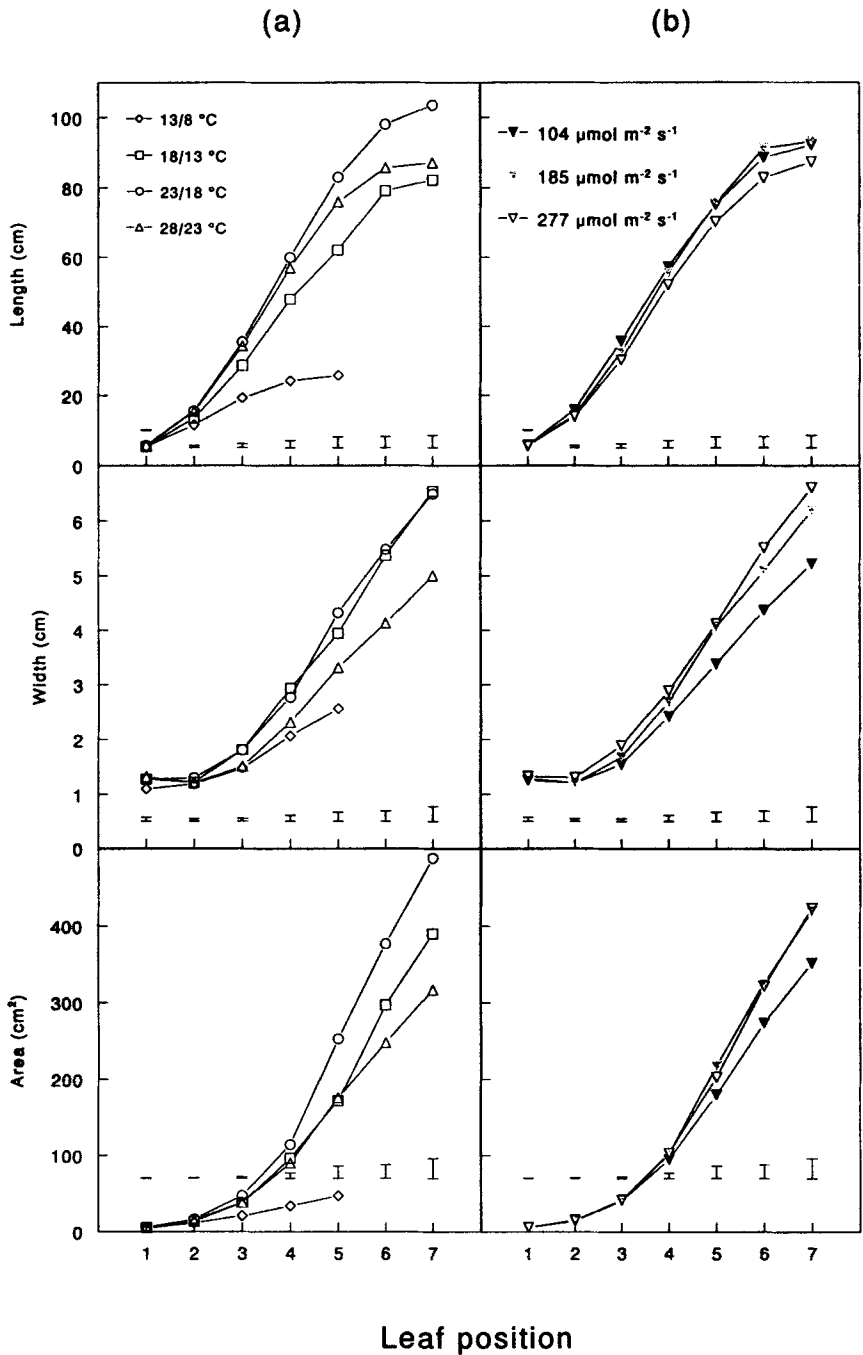 (a)
(b)
Length (cm)
100
80
60
40
20
0
13/8 °C
18/13 °C
23/18 °C
28/23 °C
104 μmol m⁻² s⁻¹
185 μmol m⁻² s⁻¹
277 μmol m⁻² s⁻¹
Width (cm)
6
5
4
3
2
1
0
Area (cm²)
400
300
200
100
0
1 2 3 4 5 6 7
1 2 3 4 5 6 7
Leaf position